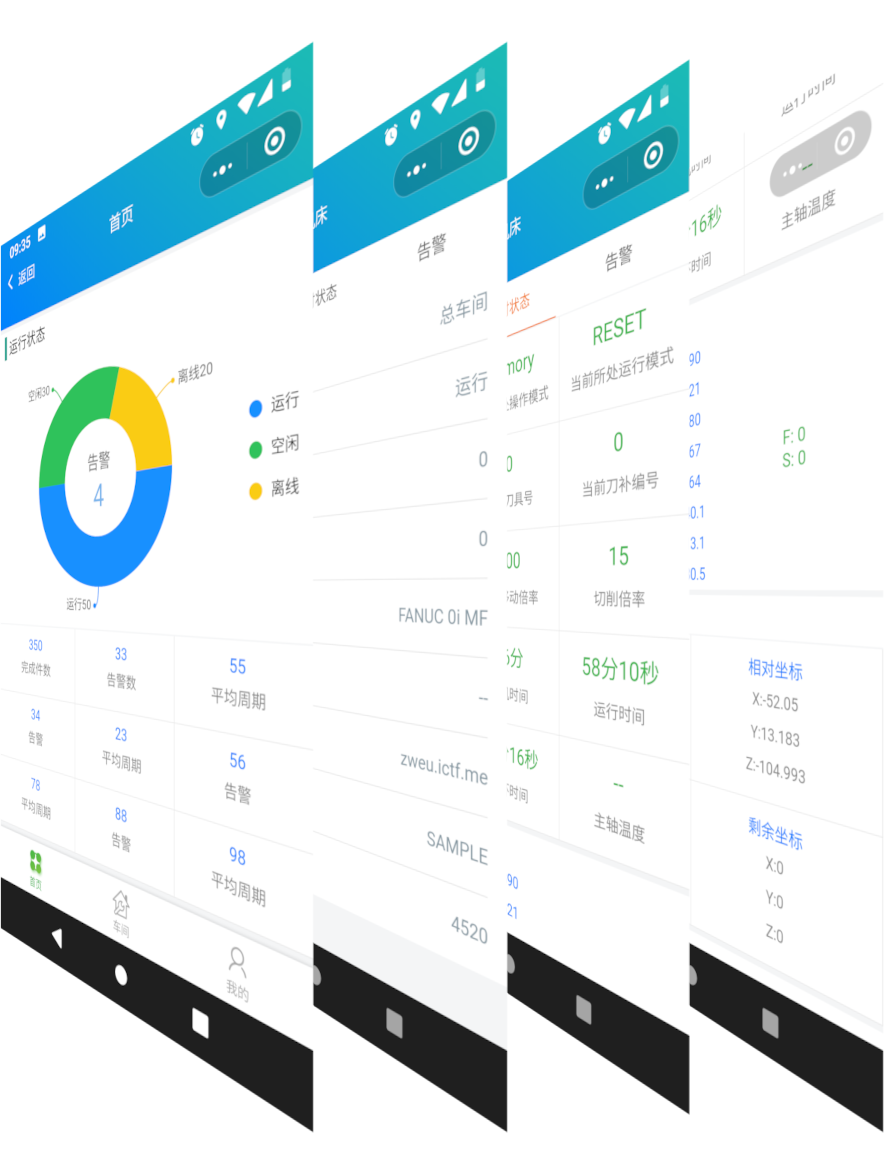 09:35
返回
首页
运行状态
离线20
空闲30
告警
4
运行50
运行
空闲
离线
350
33
55
完成件数
告警数
平均周期
34
23
56
告警
平均周期
告警
78
88
98
平均周期
告警
平均周期
首页
车间
我的
床
告警
状态
总车间
运行
0
0
FANUC 0i MF
--
zweu.ictf.me
SAMPLE
4520
床
告警
状态
mory
RESET
操作模式
当前所处运行模式
0
0
刀具号
当前刀补编号
00
15
动倍率
切削倍率
分
58分10秒
时间
运行时间
16秒
--
时间
主轴温度
90
21
16秒
--
时间
主轴温度
90
21
80
67
64
0.1
3.1
0.5
F: 0
S: 0
相对坐标
X:-52.05
Y:13.183
Z:-104.993
剩余坐标
X:0
Y:0
Z:0